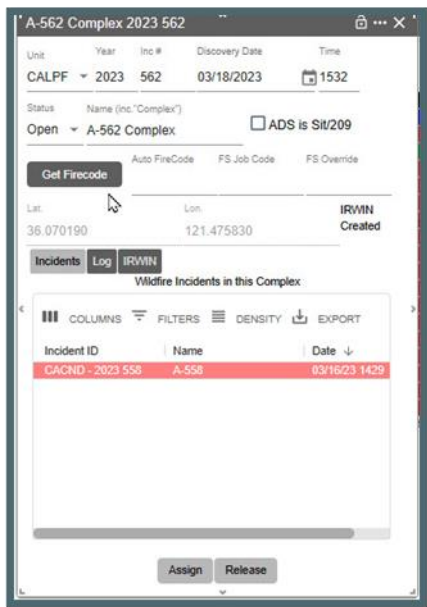 A-562 Complex 2023 562
Unit Year Inc # Discovery Date Time
CALPF 2023 562 03/18/2023 1532
Status Name (inc."Complex")
Open A-562 Complex ADS is Sit/209
Auto FireCode FS Job Code FS Override
Get Firecode
Lat. Lon. IRWIN
36.070190 121.475830 Created
Incidents Log IRWIN
Wildfire Incidents in this Complex
COLUMNS FILTERS DENSITY EXPORT
Incident ID Name Date
CACND - 2023 558 A-558 03/16/23 1429
Assign Release